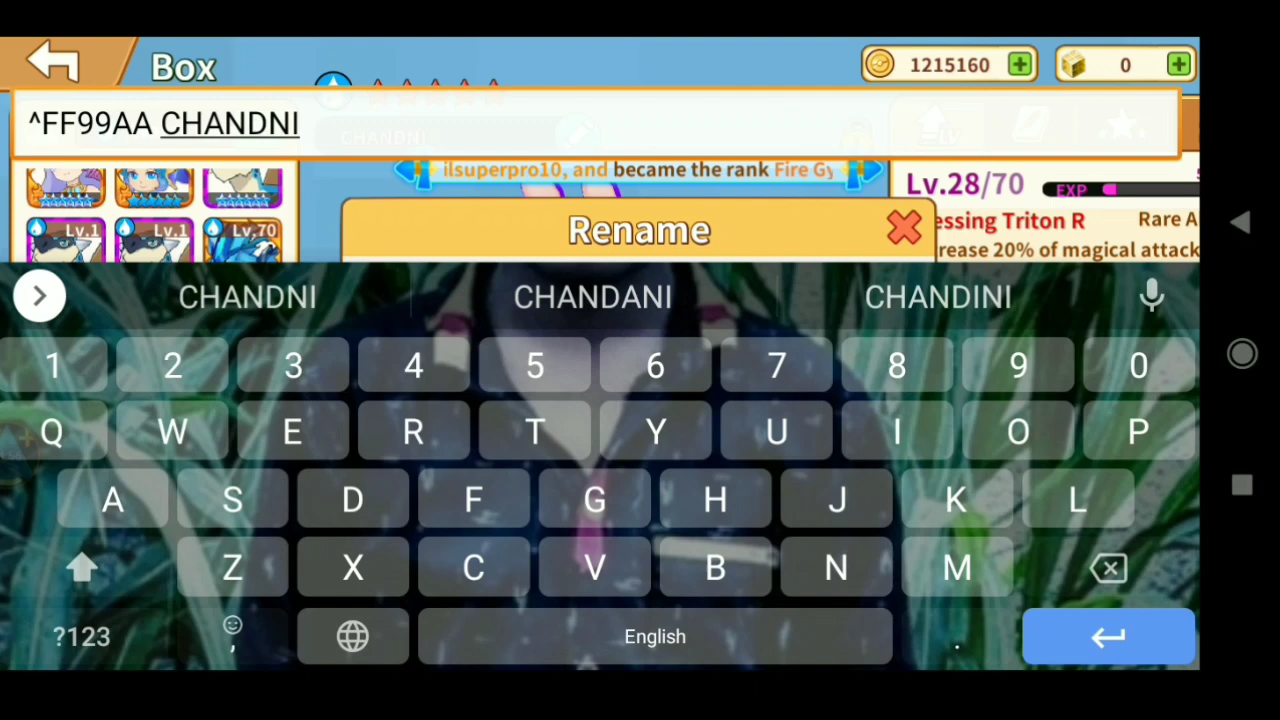 Box
1215160
0
^FF99AA CHANDNI
CHANDNI
ilsuperpro10, and became the rank Fire Gy
Lv.28/70
EXP
Rename
essing Triton R
Rare A
rease 20% of magical attack
Lv.1
Lv.1
Lv.70
CHANDNI
CHANDANI
CHANDINI
1 2 3 4 5 6 7 8 9 0
Q W E R T Y U I O P
A S D F G H J K L
Z X C V B N M
?123
,
English
.